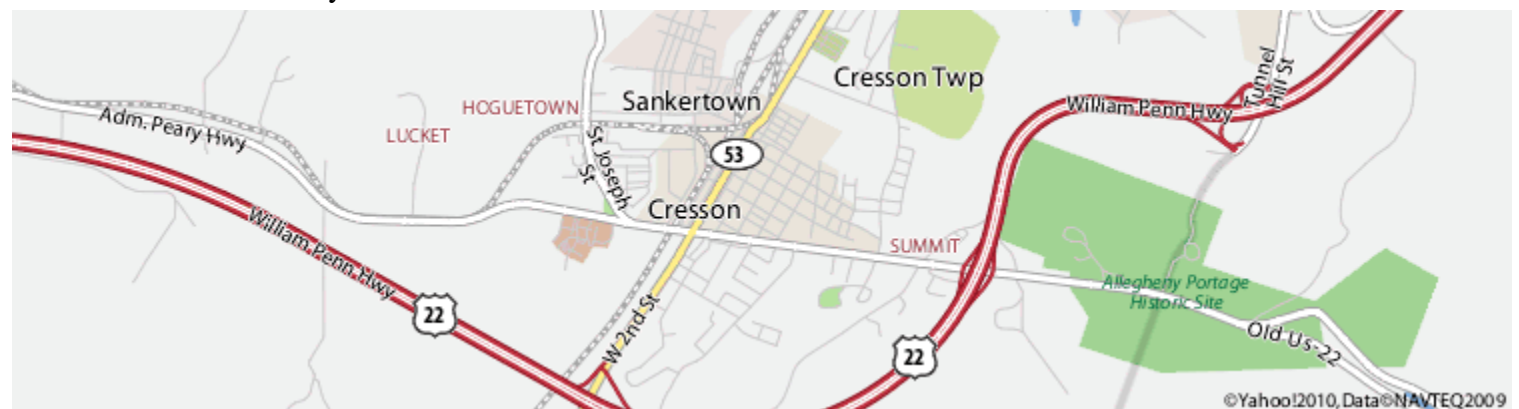 Tunnel
Hill St
Cresson Twp
Sankertown
HOGUETOWN
William Penn Hwy
Adm. Peary Hwy
LUCKET
53
St Joseph
St
Cresson
William Penn Hwy
SUMMIT
Allegheny Portage
Historic Site
22
W 2nd St
Old Us-22
22
©Yahoo!2010,Data©NAVTEQ2009